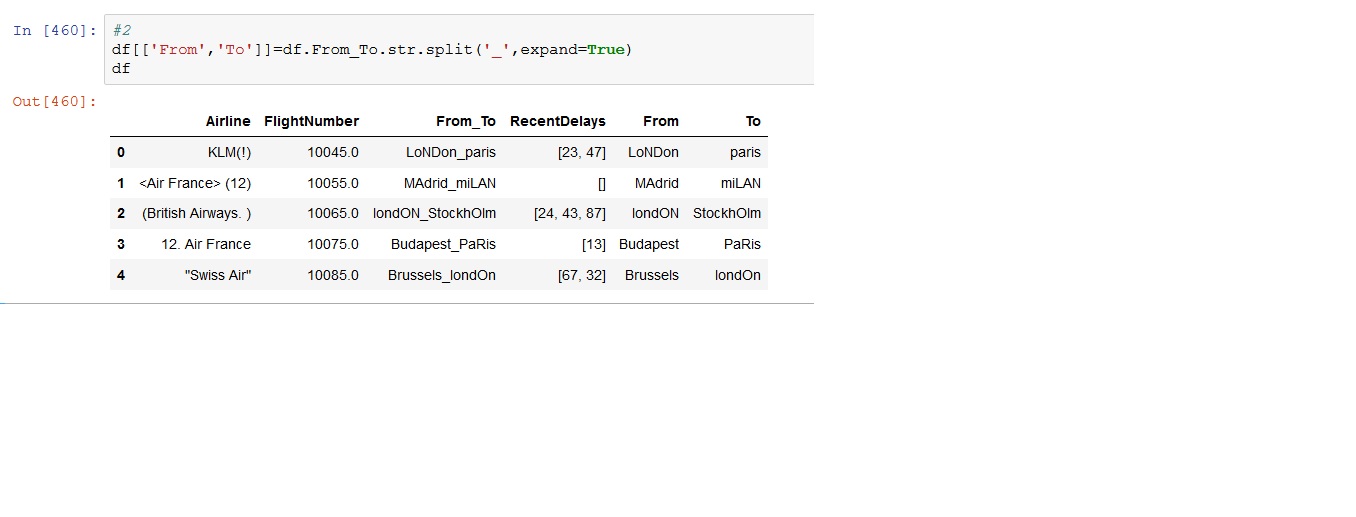 In [460]: #2
df[['From','To']]=df.From_To.str.split('_',expand=True)
df
Out[460]:
Airline FlightNumber From_To RecentDelays From To
0 KLM(!) 10045.0 LoNDon_paris [23, 47] LoNDon paris
1 <Air France> (12) 10055.0 MAdrid_miLAN [] MAdrid miLAN
2 (British Airways. ) 10065.0 londON_StockhOlm [24, 43, 87] londON StockhOlm
3 12. Air France 10075.0 Budapest_PaRis [13] Budapest PaRis
4 "Swiss Air" 10085.0 Brussels_londOn [67, 32] Brussels londOn